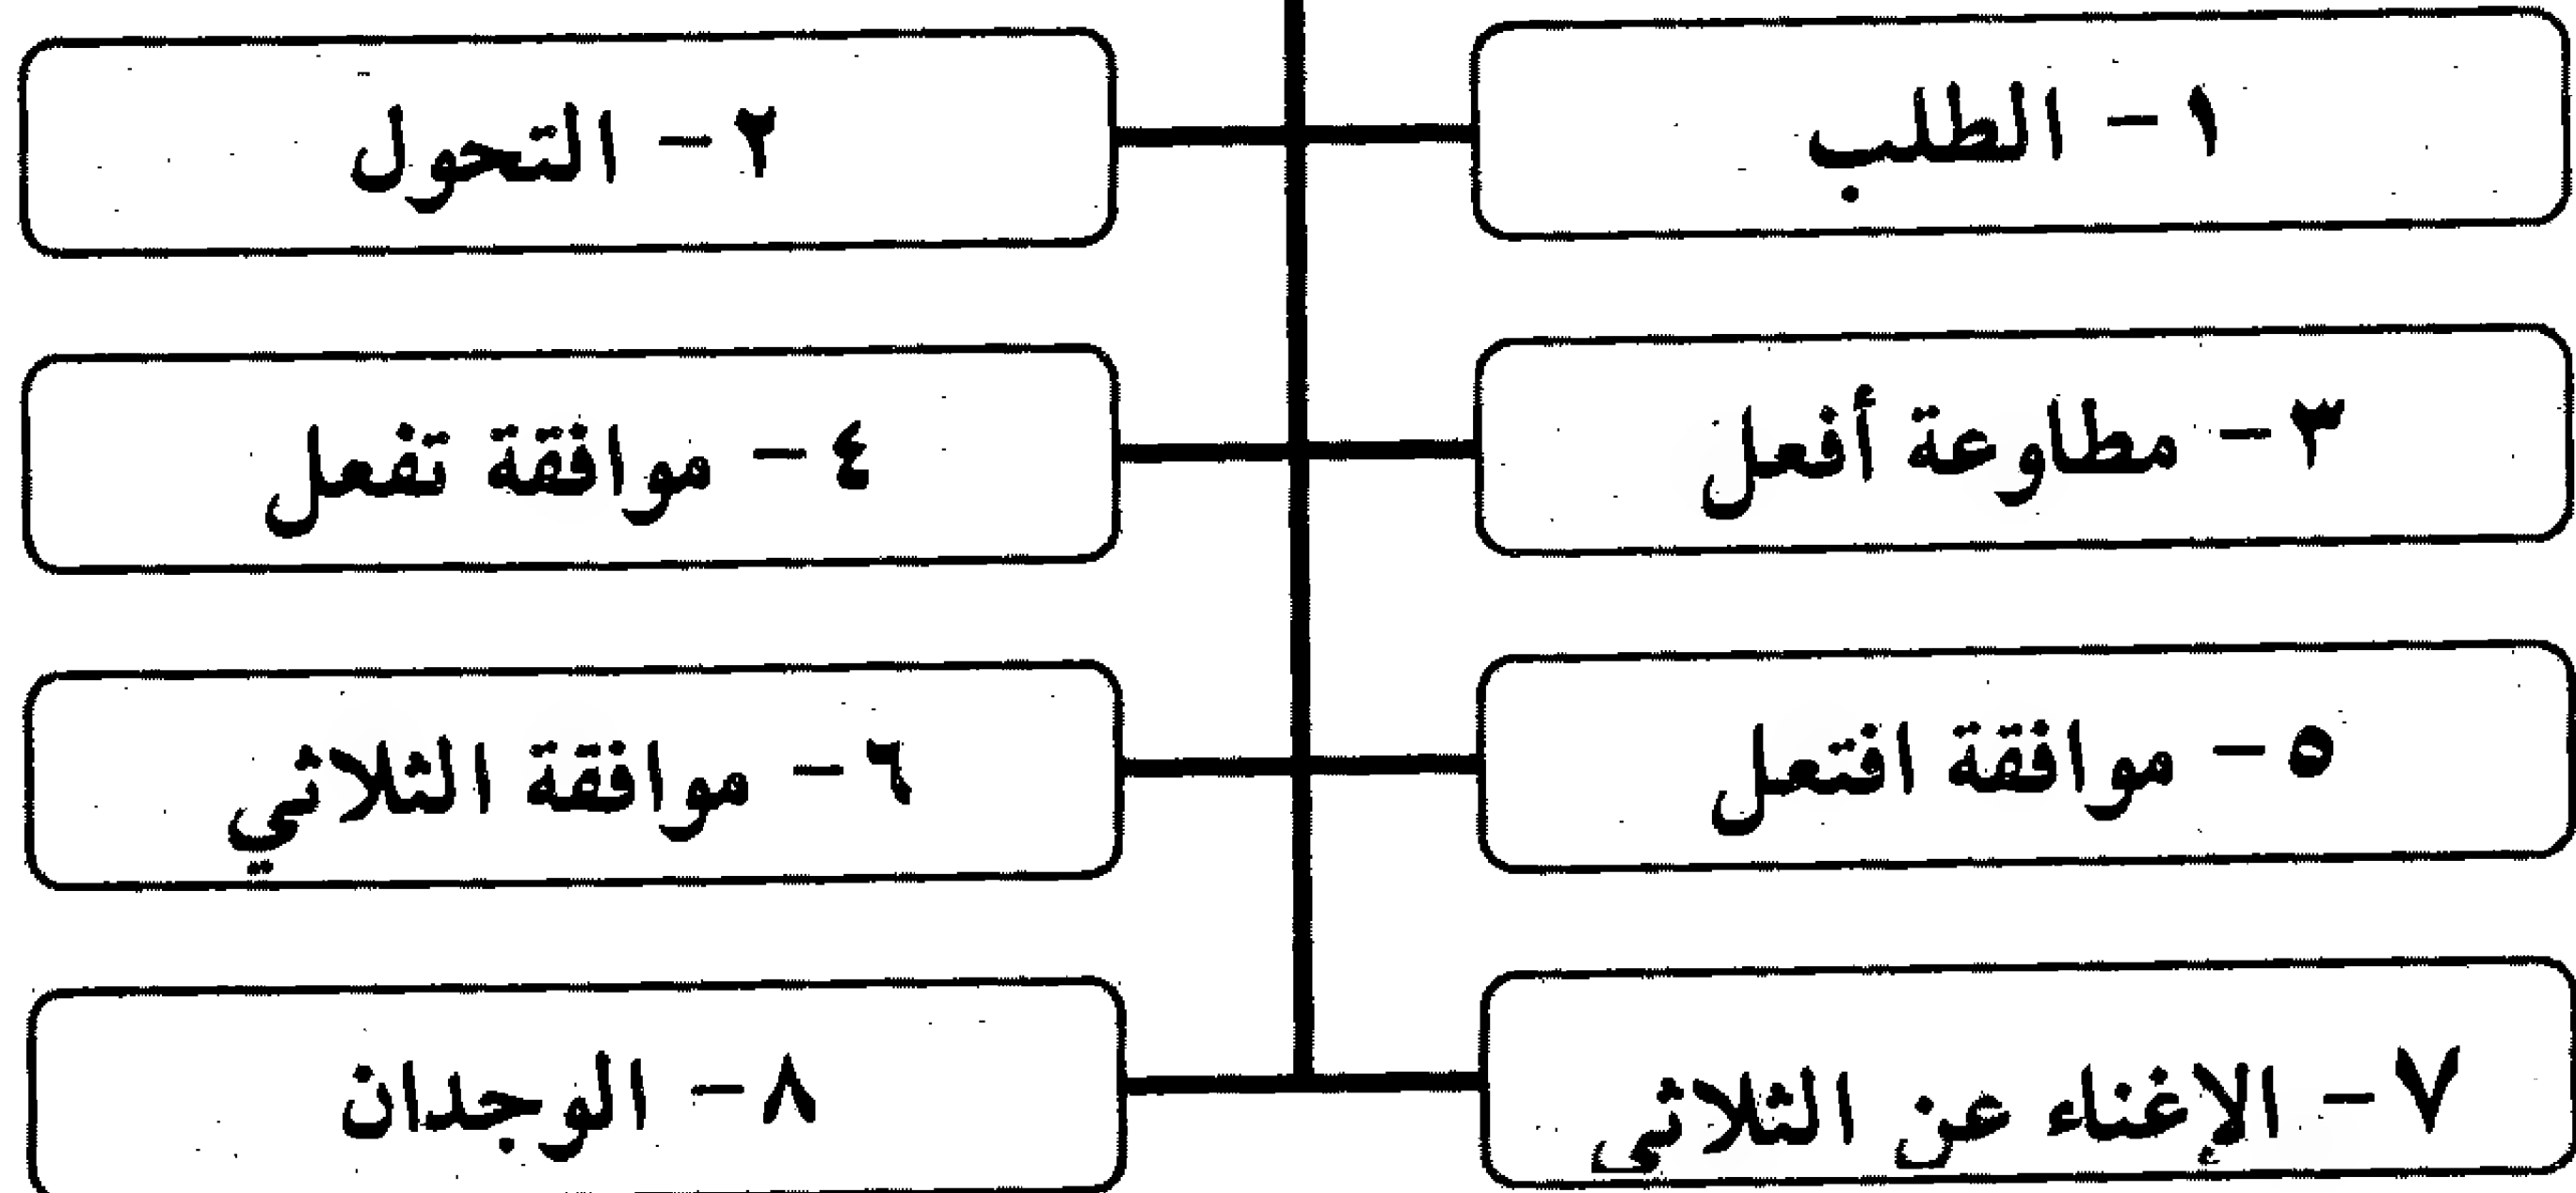 ١ - الطلب
٢ - التحول
٣ - مطاوعة أفعل
٤ - موافقة تفعل
٥ - موافقة افتعل
٦ - موافقة الثلاثي
٧ - الإغناء عن الثلاثي
٨ - الوجدان